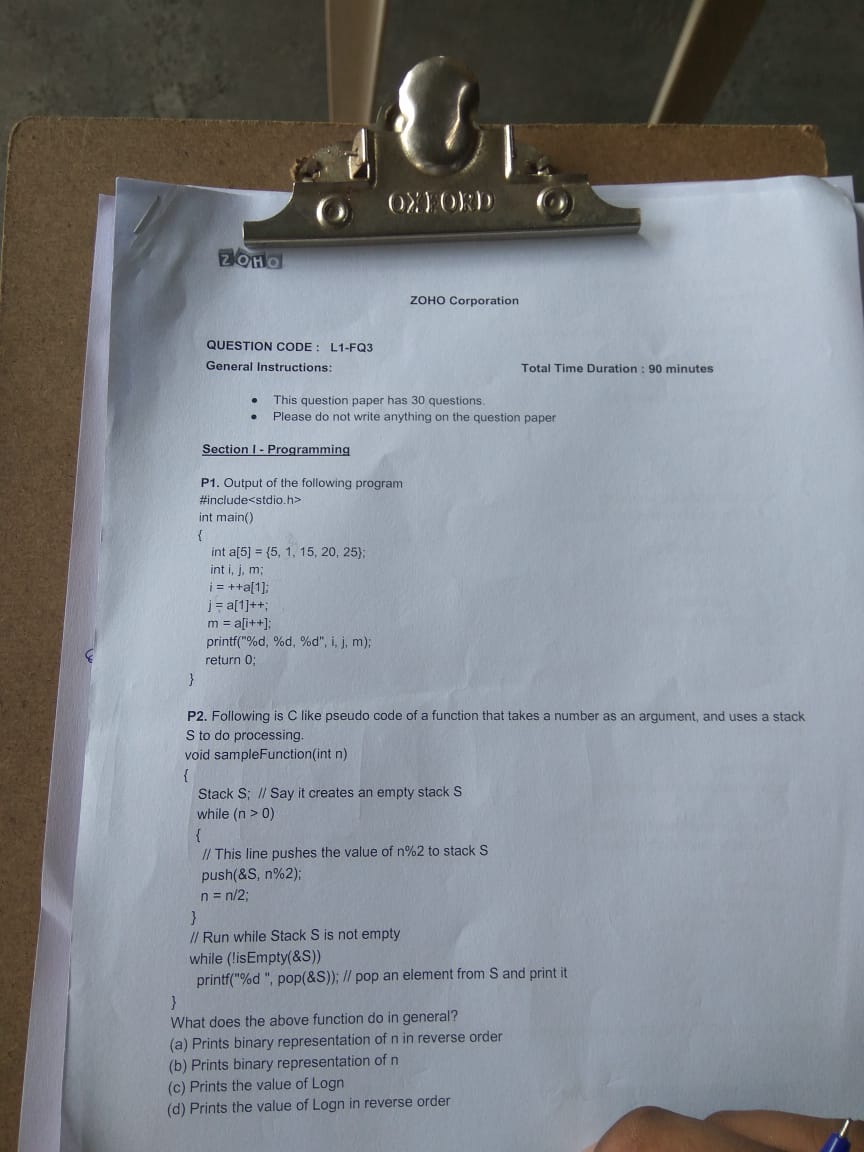 OXFORD
ZOHO
ZOHO Corporation
QUESTION CODE : L1-FQ3
General Instructions:
Total Time Duration : 90 minutes
• This question paper has 30 questions.
• Please do not write anything on the question paper
Section I - Programming
P1. Output of the following program
#include<stdio.h>
int main()
{
int a[5] = {5, 1, 15, 20, 25};
int i, j, m;
i = ++a[1];
j = a[1]++;
m = a[i++];
printf("%d, %d, %d", i, j, m);
return 0;
}
P2. Following is C like pseudo code of a function that takes a number as an argument, and uses a stack
S to do processing.
void sampleFunction(int n)
{
Stack S; // Say it creates an empty stack S
while (n > 0)
{
// This line pushes the value of n%2 to stack S
push(&S, n%2);
n = n/2;
}
// Run while Stack S is not empty
while (!isEmpty(&S))
printf("%d ", pop(&S)); // pop an element from S and print it
}
What does the above function do in general?
(a) Prints binary representation of n in reverse order
(b) Prints binary representation of n
(c) Prints the value of Logn
(d) Prints the value of Logn in reverse order